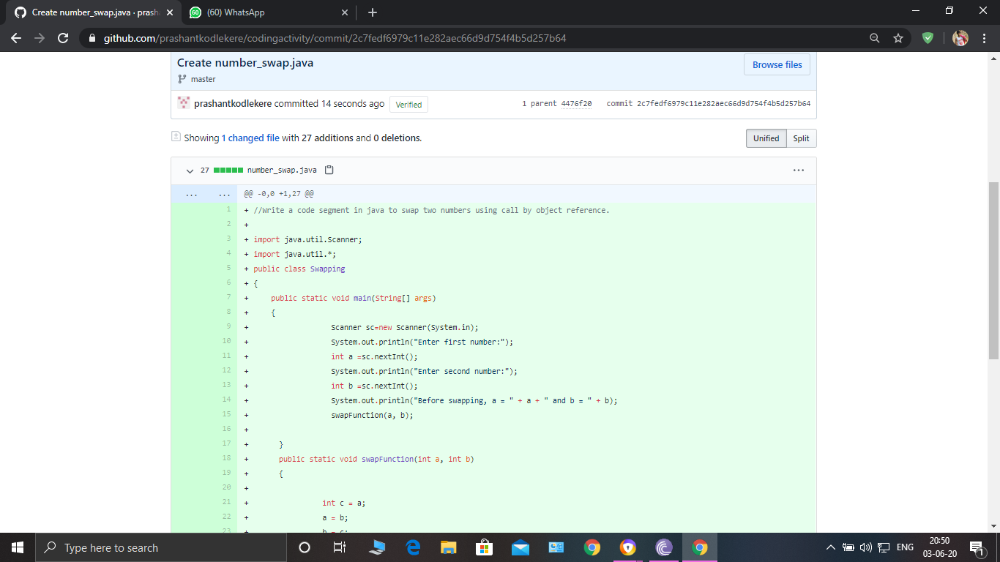 Create number_swap.java · prash
(60) WhatsApp
github.com/prashantkodlekere/codingactivity/commit/2c7fedf6979c11e282aec66d9d754f4b5d257b64
Create number_swap.java
Browse files
master
prashantkodlekere committed 14 seconds ago Verified
1 parent 4476f20 commit 2c7fedf6979c11e282aec66d9d754f4b5d257b64
Showing 1 changed file with 27 additions and 0 deletions.
Unified Split
27 number_swap.java
... ... @@ -0,0 +1,27 @@
1 + //Write a code segment in java to swap two numbers using call by object reference.
2 +
3 + import java.util.Scanner;
4 + import java.util.*;
5 + public class Swapping
6 + {
7 + public static void main(String[] args)
8 + {
9 + Scanner sc=new Scanner(System.in);
10 + System.out.println("Enter first number:");
11 + int a =sc.nextInt();
12 + System.out.println("Enter second number:");
13 + int b =sc.nextInt();
14 + System.out.println("Before swapping, a = " + a + " and b = " + b);
15 + swapFunction(a, b);
16 +
17 + }
18 + public static void swapFunction(int a, int b)
19 + {
20 +
21 + int c = a;
22 + a = b;
23 + b = c;
Type here to search
ENG
20:50
03-06-20
1